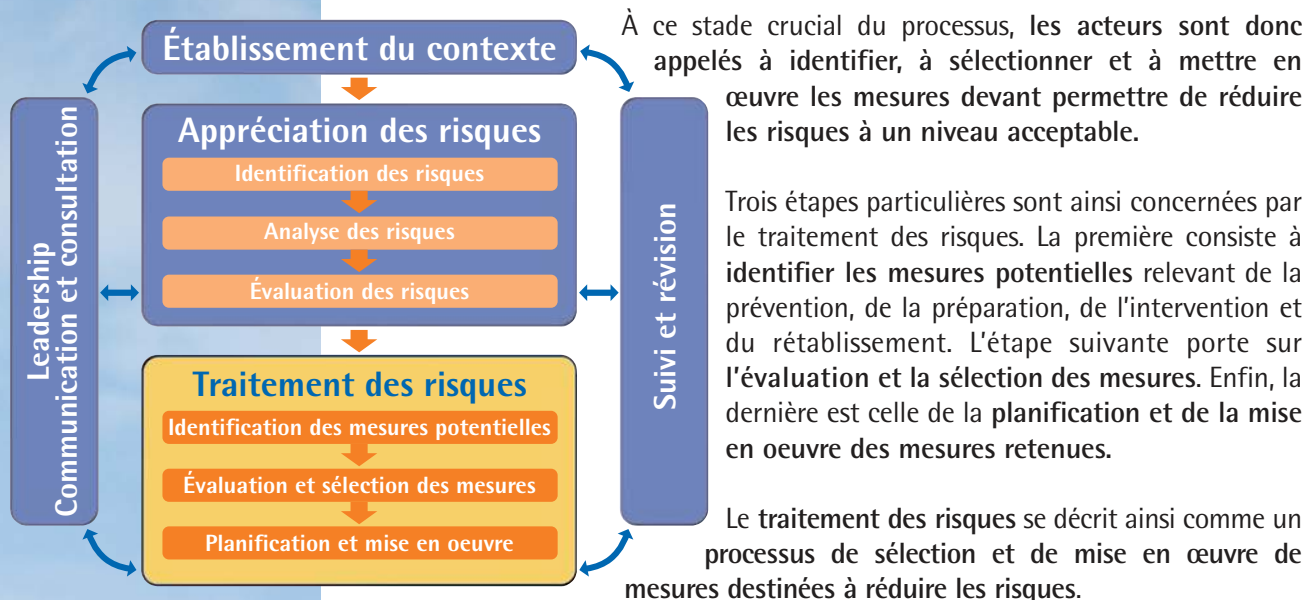 Établissement du contexte
Appréciation des risques
Identification des risques
Analyse des risques
Évaluation des risques
Traitement des risques
Identification des mesures potentielles
Évaluation et sélection des mesures
Planification et mise en oeuvre
Leadership
Communication et consultation
Suivi et révision
À ce stade crucial du processus, les acteurs sont donc
appelés à identifier, à sélectionner et à mettre en
œuvre les mesures devant permettre de réduire
les risques à un niveau acceptable.
Trois étapes particulières sont ainsi concernées par
le traitement des risques. La première consiste à
identifier les mesures potentielles relevant de la
prévention, de la préparation, de l'intervention et
du rétablissement. L'étape suivante porte sur
l'évaluation et la sélection des mesures. Enfin, la
dernière est celle de la planification et de la mise
en oeuvre des mesures retenues.
Le traitement des risques se décrit ainsi comme un
processus de sélection et de mise en œuvre de
mesures destinées à réduire les risques.